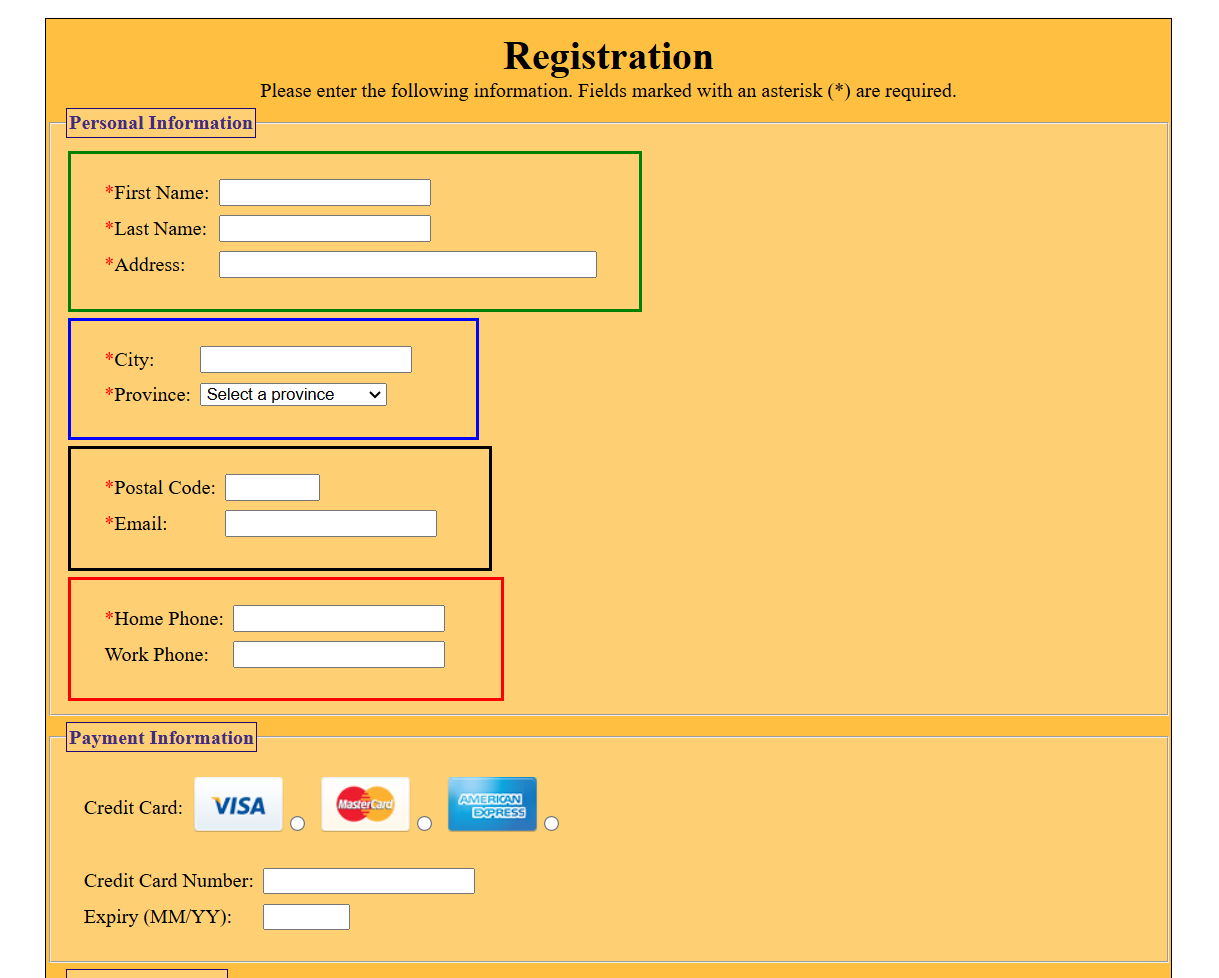 Registration
Please enter the following information. Fields marked with an asterisk (*) are required.
Personal Information
*First Name:
*Last Name:
*Address:
*City:
*Province: Select a province
*Postal Code:
*Email:
*Home Phone:
Work Phone:
Payment Information
Credit Card: VISA MasterCard AMERICAN EXPRESS
Credit Card Number:
Expiry (MM/YY):